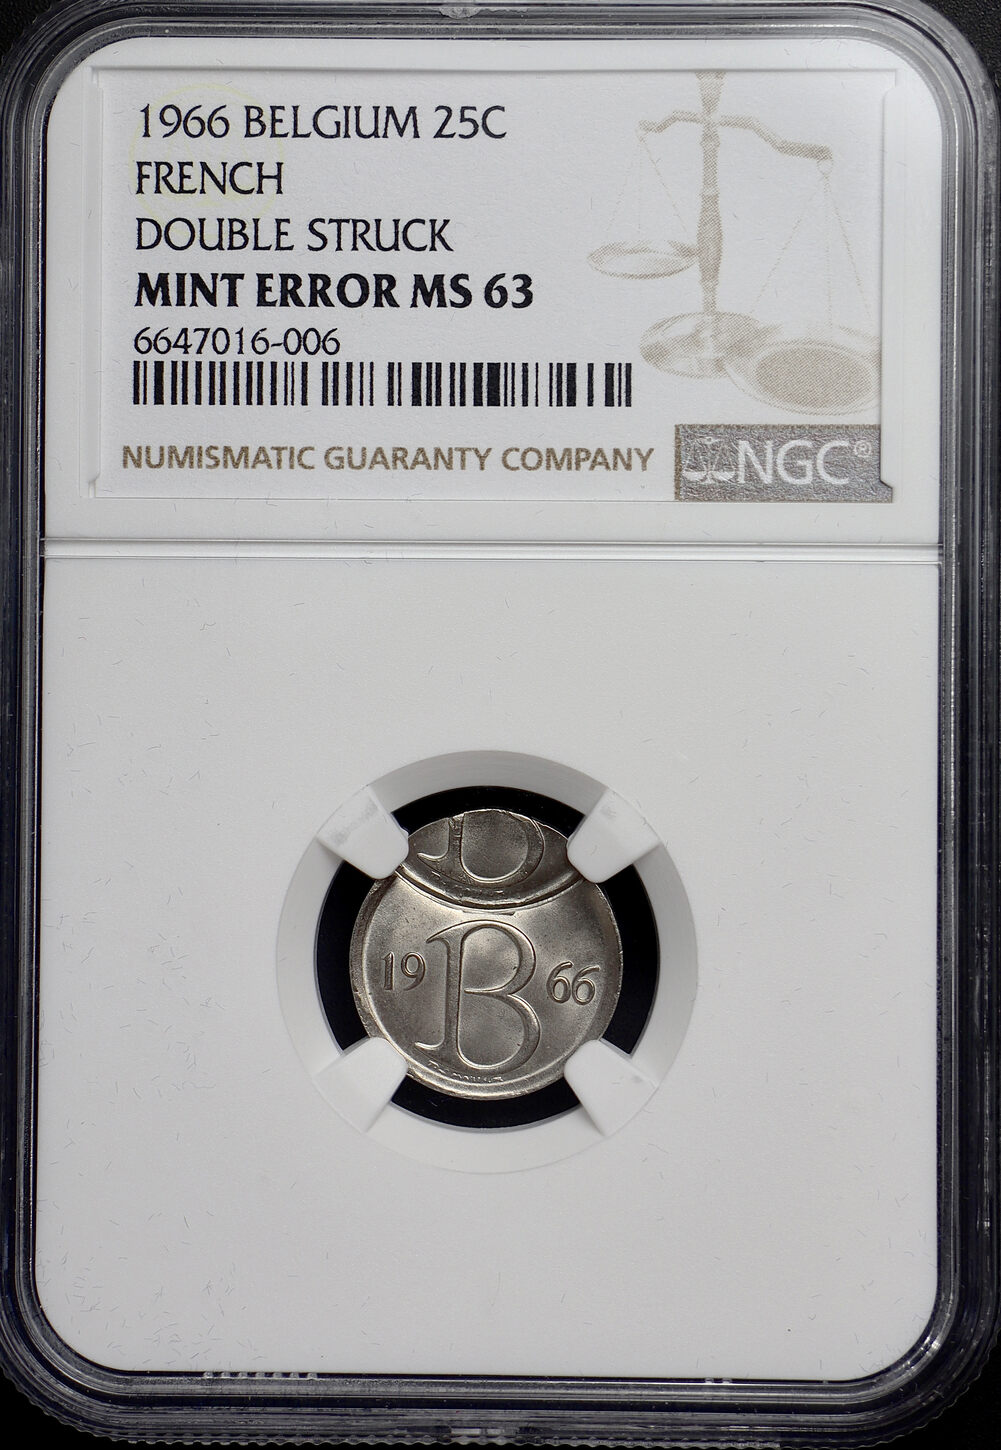 1966 BELGIUM 25C
FRENCH
DOUBLE STRUCK
MINT ERROR MS 63
6647016-006
NUMISMATIC GUARANTY COMPANY
NGC®
B
19 B 66